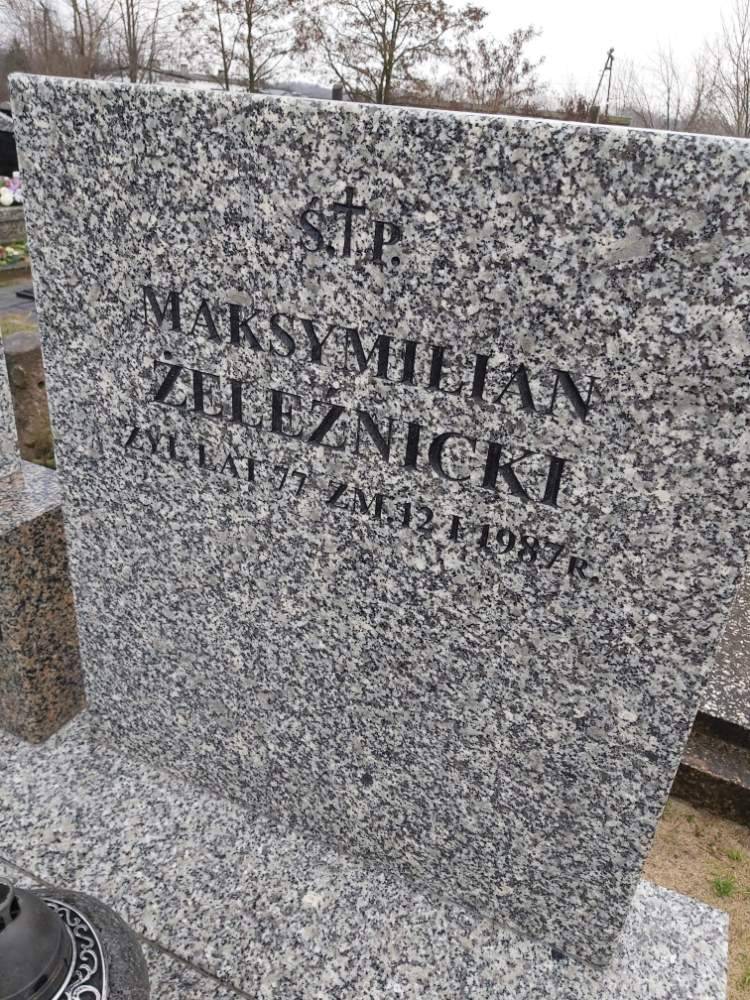 Ś.†P.
MAKSYMILIAN
ŻELEŹNICKI
ŻYŁ LAT 77 ZM. 12 I 1987 R.